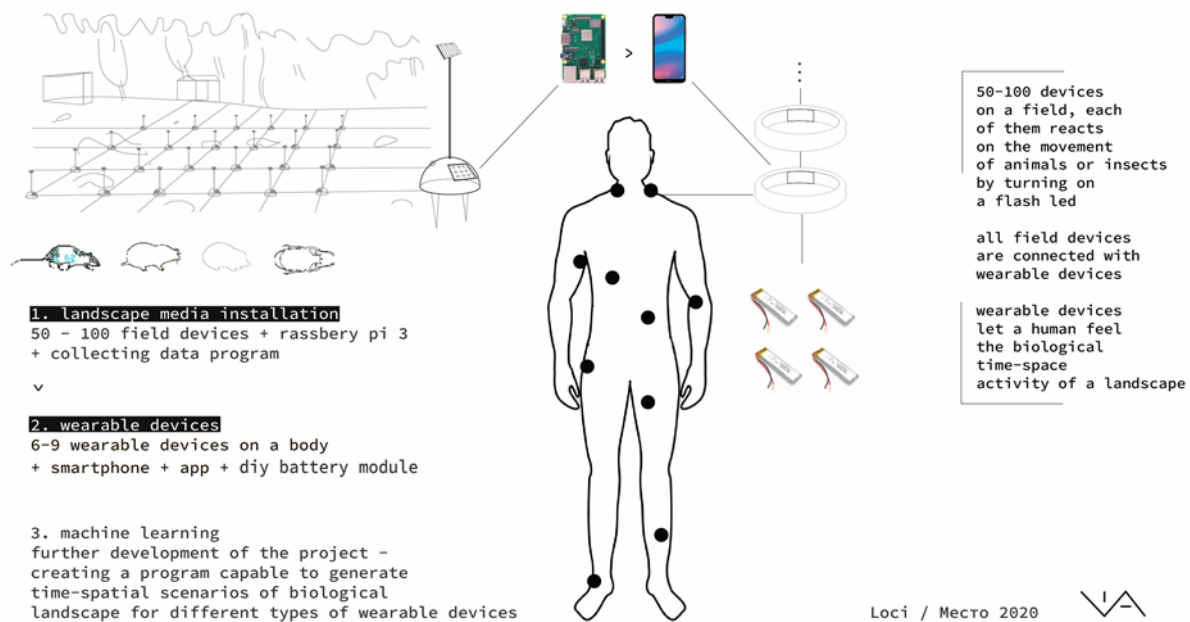 >
50-100 devices
on a field, each
of them reacts
on the movement
of animals or insects
by turning on
a flash led
all field devices
are connected with
wearable devices
wearable devices
let a human feel
the biological
time-space
activity of a landscape
1. landscape media installation
50 - 100 field devices + rassbery pi 3
+ collecting data program
2. wearable devices
6-9 wearable devices on a body
+ smartphone + app + diy battery module
3. machine learning
further development of the project -
creating a program capable to generate
time-spatial scenarios of biological
landscape for different types of wearable devices
Loci / Место 2020